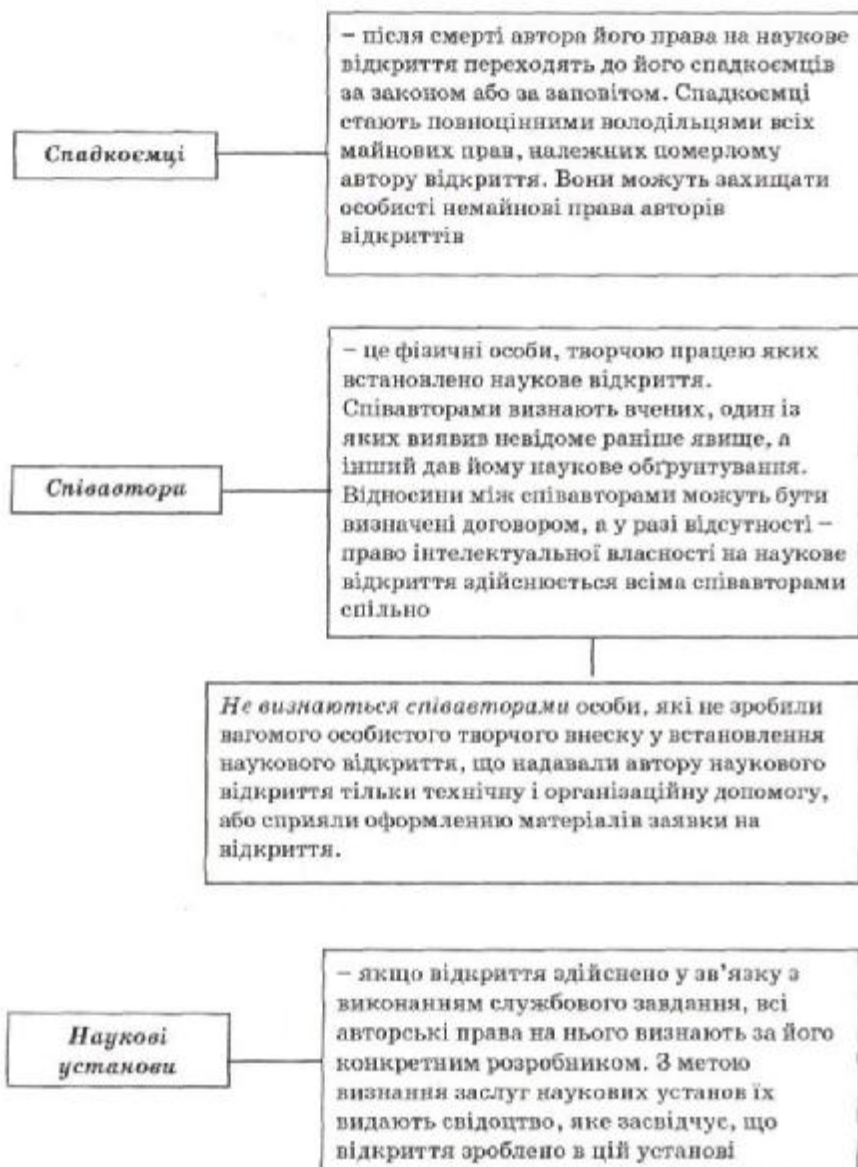 Спадкоємці
– після смерті автора його права на наукове
відкриття переходять до його спадкоємців
за законом або за заповітом. Спадкоємці
стають повноцінними володільцями всіх
майнових прав, належних померлому
автору відкриття. Вони можуть захищати
особисті немайнові права авторів
відкриттів
Співавтора
– це фізичні особи, творчою працею яких
встановлено наукове відкриття.
Співавторами визнають вчених, один із
яких виявив невідоме раніше явище, а
інший дав йому наукове обґрунтування.
Відносини між співавторами можуть бути
визначені договором, а у разі відсутності –
право інтелектуальної власності на наукове
відкриття здійснюється всіма співавторами
спільно
Не визнаються співавторами особи, які не зробили
вагомого особистого творчого внеску у встановлення
наукового відкриття, що надавали автору наукового
відкриття тільки технічну і організаційну допомогу,
або сприяли оформленню матеріалів заявки на
відкриття.
Наукові
установи
– якщо відкриття здійснено у зв’язку з
виконанням службового завдання, всі
авторські права на нього визнають за його
конкретним розробником. З метою
визнання заслуг наукових установ їх
видають свідоцтво, яке засвідчує, що
відкриття зроблено в цій установі